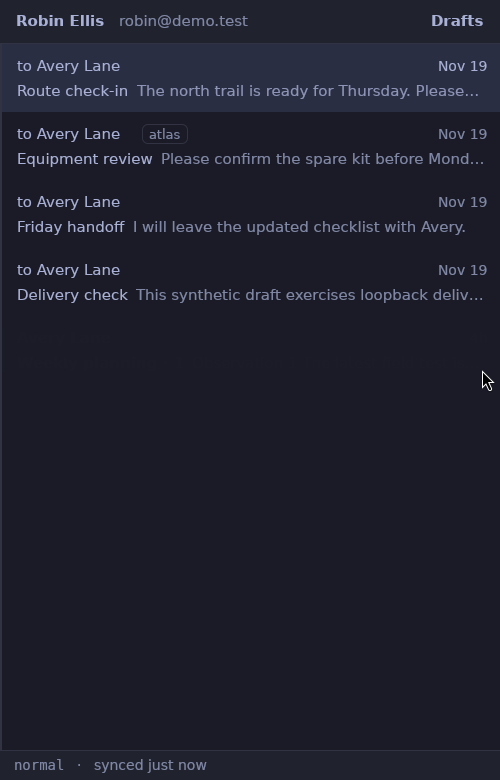 Robin Ellis robin@demo.test Drafts
to Avery Lane Nov 19
Route check-in The north trail is ready for Thursday. Please…
to Avery Lane atlas Nov 19
Equipment review Please confirm the spare kit before Mond…
to Avery Lane Nov 19
Friday handoff I will leave the updated checklist with Avery.
to Avery Lane Nov 19
Delivery check This synthetic draft exercises loopback deliv…
normal · synced just now